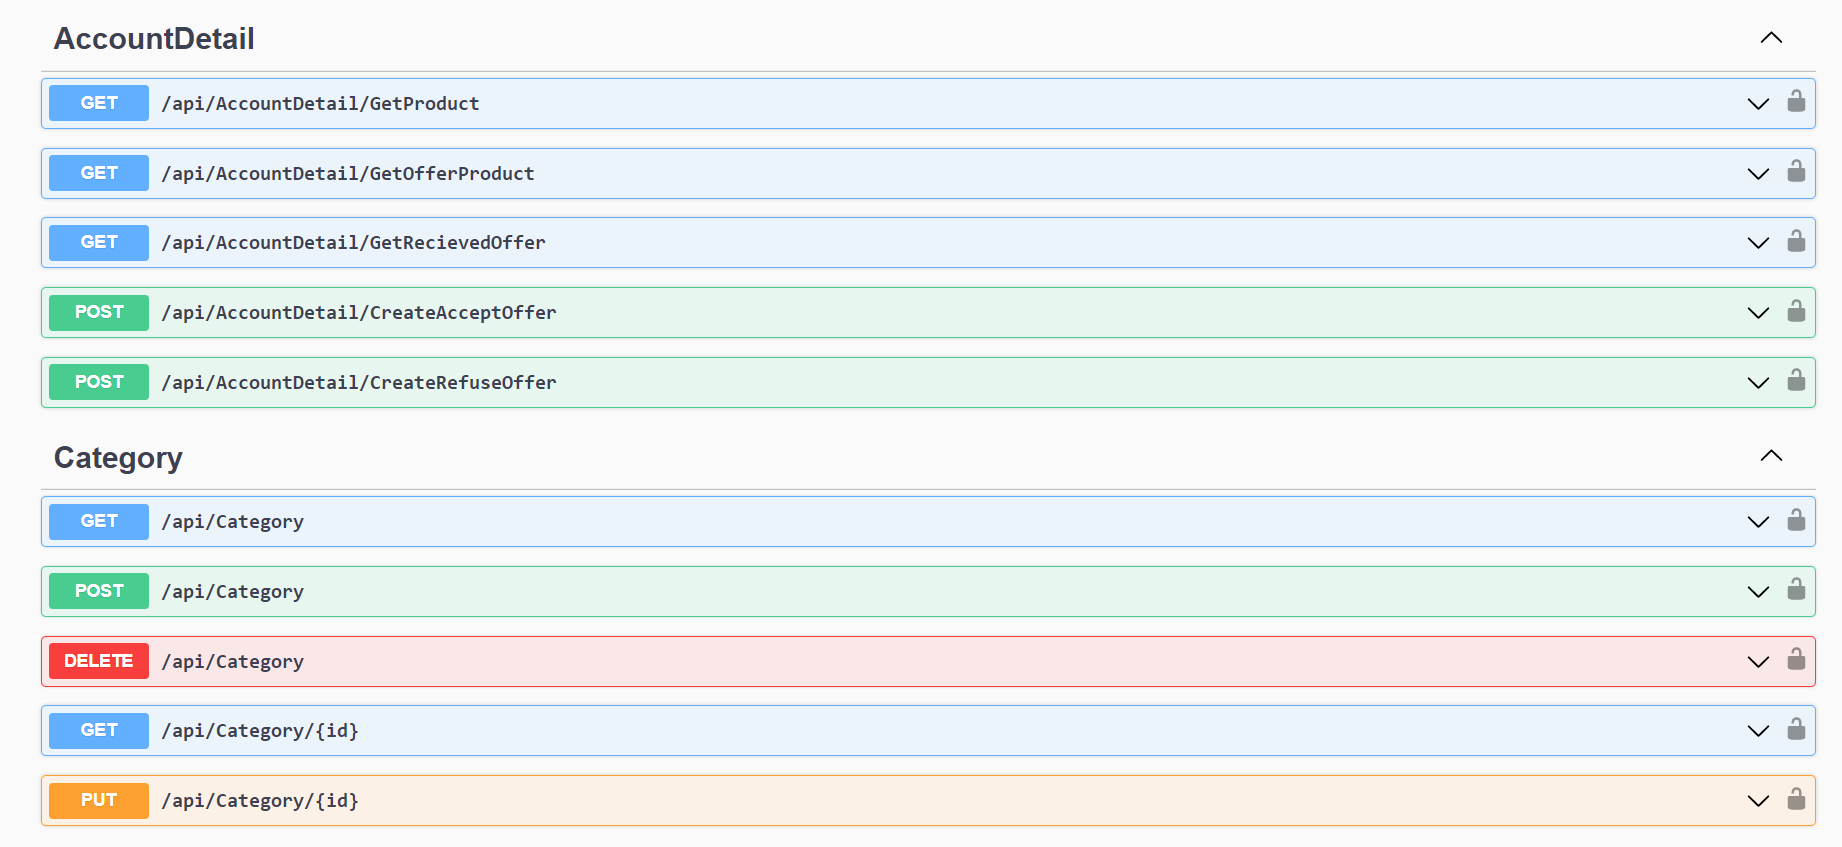 AccountDetail
GET /api/AccountDetail/GetProduct
GET /api/AccountDetail/GetOfferProduct
GET /api/AccountDetail/GetRecievedOffer
POST /api/AccountDetail/CreateAcceptOffer
POST /api/AccountDetail/CreateRefuseOffer
Category
GET /api/Category
POST /api/Category
DELETE /api/Category
GET /api/Category/{id}
PUT /api/Category/{id}